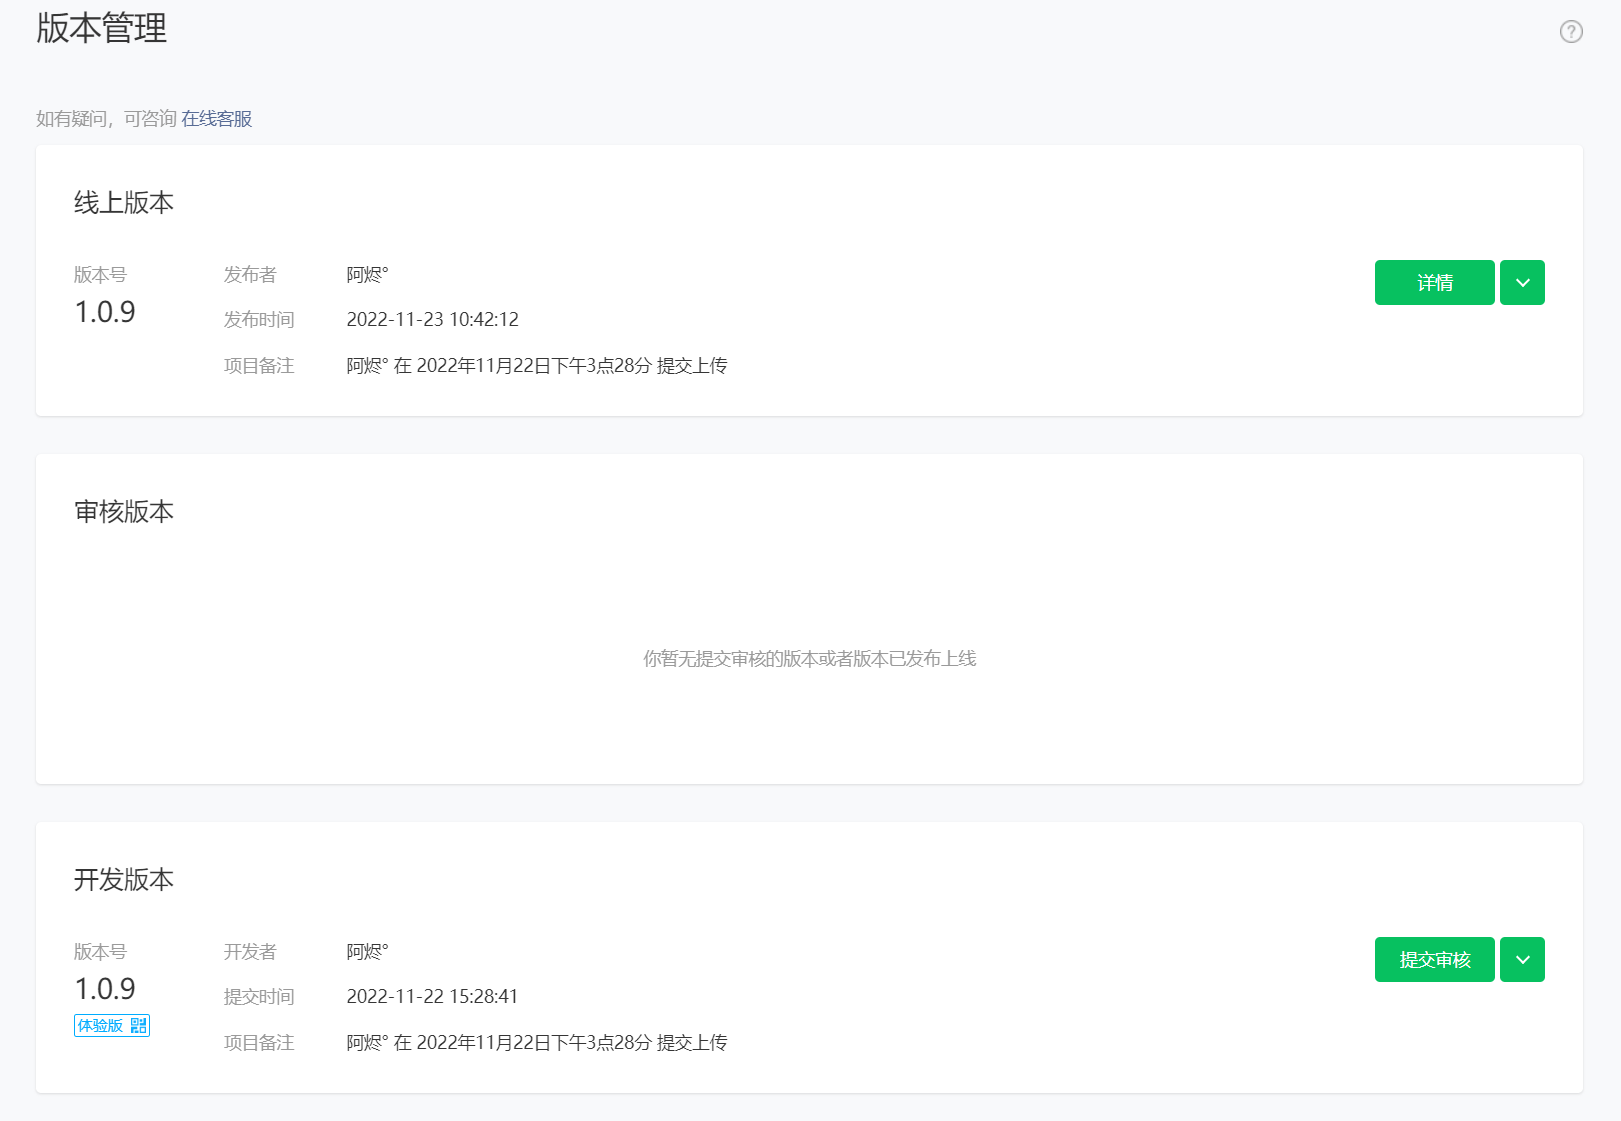 版本管理
如有疑问，可咨询 在线客服
线上版本
版本号
1.0.9
发布者 阿烬°
发布时间 2022-11-23 10:42:12
项目备注 阿烬° 在 2022年11月22日下午3点28分 提交上传
详情
审核版本
你暂无提交审核的版本或者版本已发布上线
开发版本
版本号
1.0.9
体验版
开发者 阿烬°
提交时间 2022-11-22 15:28:41
项目备注 阿烬° 在 2022年11月22日下午3点28分 提交上传
提交审核